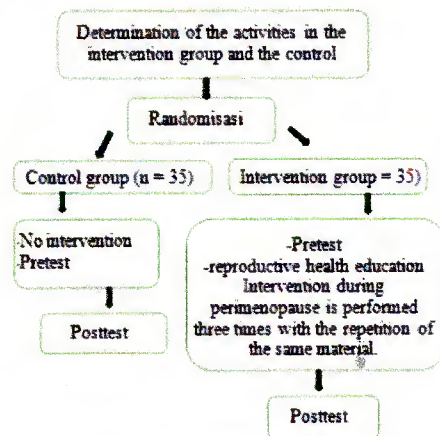 Determination of the activities in the
intervention group and the control
Randomisasi
Control group (n = 35)
Intervention group = 35)
-No intervention
-Pretest
Posttest
-Pretest
-reproductive health education
Intervention during
perimenopause is performed
three times with the repetition of
the same material.
Posttest